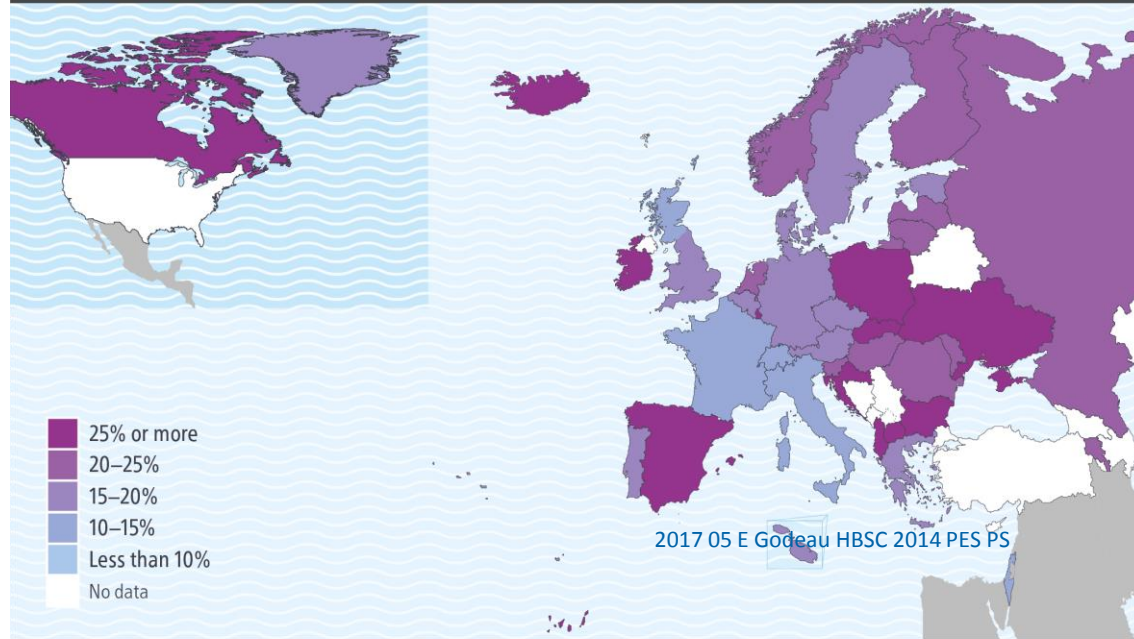 25% or more
20–25%
15–20%
10–15%
Less than 10%
No data
2017 05 E Godeau HBSC 2014 PES PS